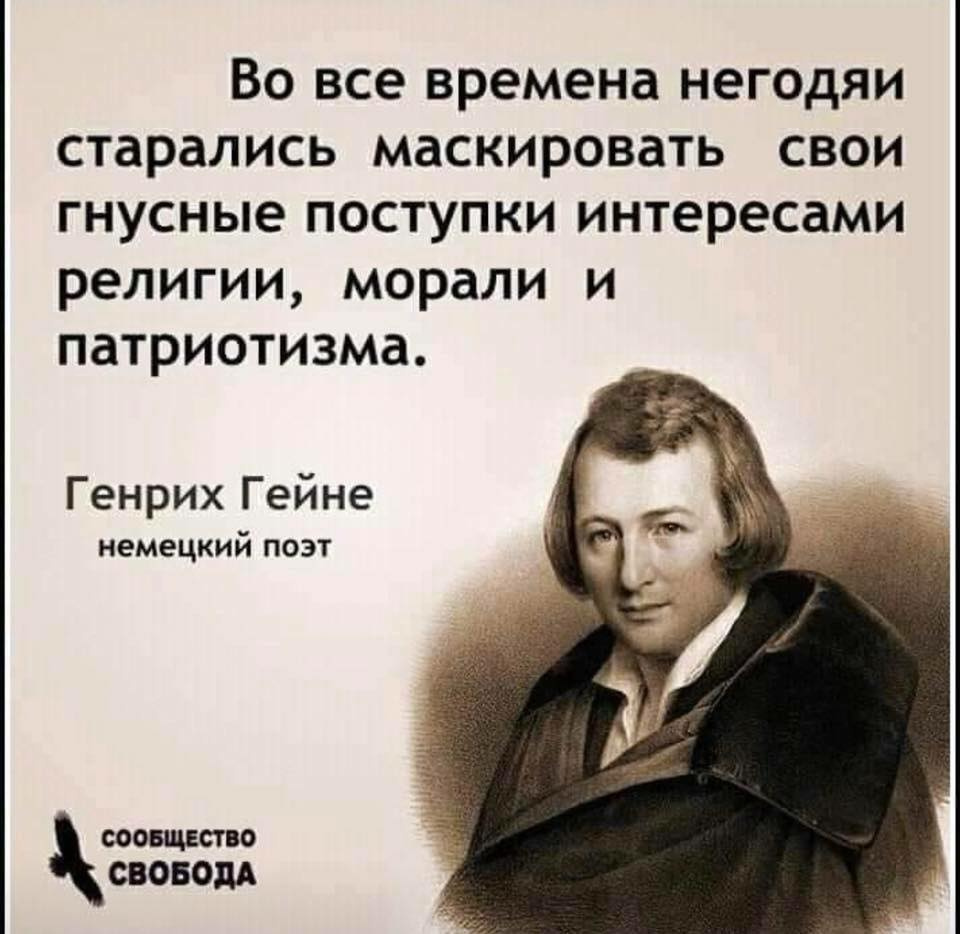 Во все времена негодяи
старались маскировать свои
гнусные поступки интересами
религии, морали и
патриотизма.
Генрих Гейне
немецкий поэт
СООБЩЕСТВО
СВОБОДА